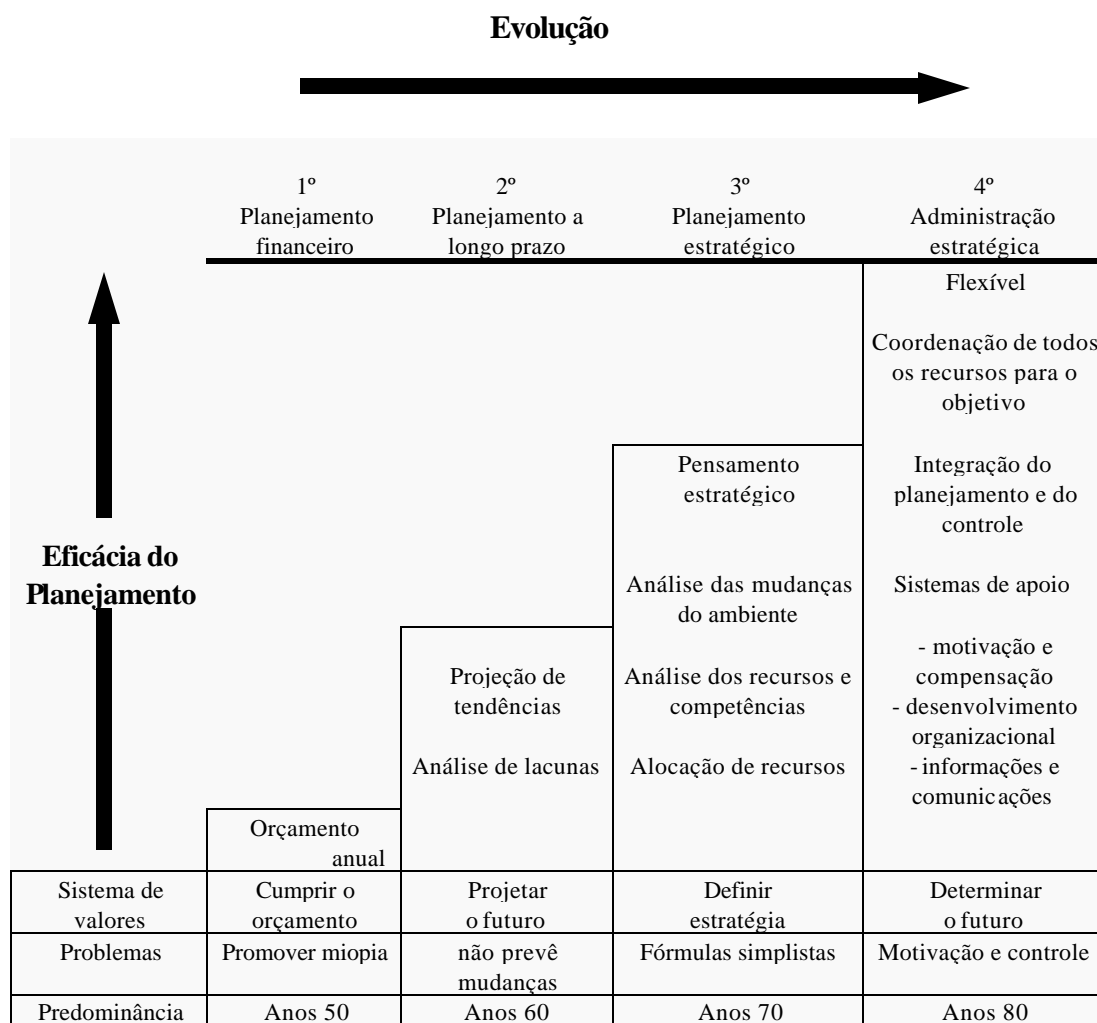 Evolução
1º
Planejamento
financeiro
2º
Planejamento a
longo prazo
3º
Planejamento
estratégico
4º
Administração
estratégica
Eficácia do
Planejamento
Orçamento
anual
Projeção de
tendências
Análise de lacunas
Pensamento
estratégico
Análise das mudanças
do ambiente
Análise dos recursos e
competências
Alocação de recursos
Flexível
Coordenação de todos
os recursos para o
objetivo
Integração do
planejamento e do
controle
Sistemas de apoio
- motivação e
compensação
- desenvolvimento
organizacional
- informações e
comunicações
Sistema de
valores
Cumprir o
orçamento
Projetar
o futuro
Definir
estratégia
Determinar
o futuro
Problemas
Promover miopia
não prevê
mudanças
Fórmulas simplistas
Motivação e controle
Predominância
Anos 50
Anos 60
Anos 70
Anos 80